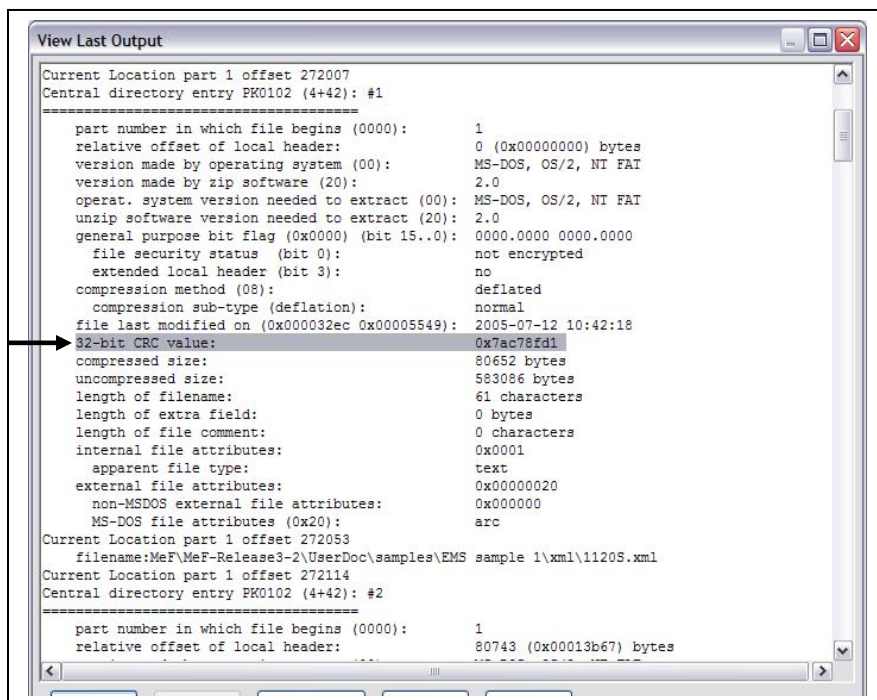 View Last Output
Current Location part 1 offset 272007
Central directory entry PK0102 (4+42): #1
======================================
part number in which file begins (0000): 1
relative offset of local header: 0 (0x00000000) bytes
version made by operating system (00): MS-DOS, OS/2, NT FAT
version made by zip software (20): 2.0
operat. system version needed to extract (00): MS-DOS, OS/2, NT FAT
unzip software version needed to extract (20): 2.0
general purpose bit flag (0x0000) (bit 15..0): 0000.0000 0000.0000
file security status (bit 0): not encrypted
extended local header (bit 3): no
compression method (08): deflated
compression sub-type (deflation): normal
file last modified on (0x000032ec 0x00005549): 2005-07-12 10:42:18
32-bit CRC value: 0x7ac78fd1
compressed size: 80652 bytes
uncompressed size: 583086 bytes
length of filename: 61 characters
length of extra field: 0 bytes
length of file comment: 0 characters
internal file attributes: 0x0001
apparent file type: text
external file attributes: 0x00000020
non-MSDOS external file attributes: 0x000000
MS-DOS file attributes (0x20): arc
Current Location part 1 offset 272053
filename:MeF\MeF-Release3-2\UserDoc\samples\EMS sample 1\xml\1120S.xml
Current Location part 1 offset 272114
Central directory entry PK0102 (4+42): #2
======================================
part number in which file begins (0000): 1
relative offset of local header: 80743 (0x00013b67) bytes